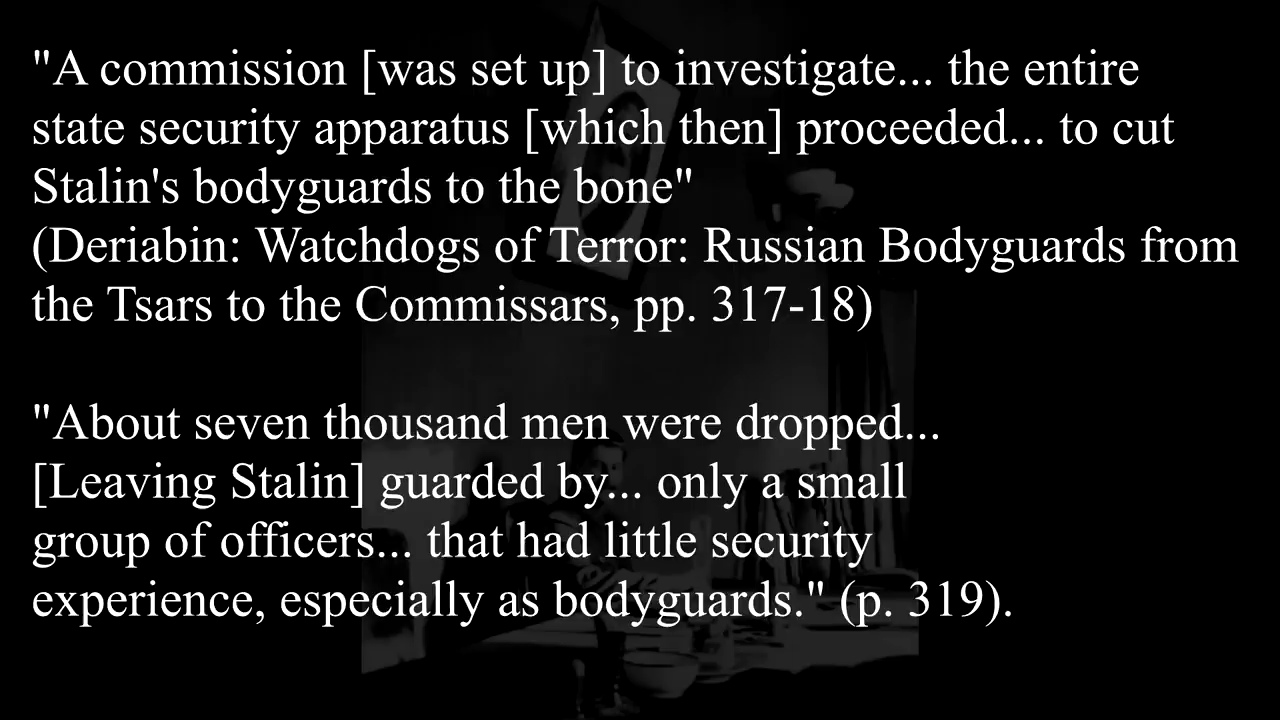 "A commission [was set up] to investigate... the entire
state security apparatus [which then] proceeded... to cut
Stalin's bodyguards to the bone"
(Deriabin: Watchdogs of Terror: Russian Bodyguards from
the Tsars to the Commissars, pp. 317-18)
"About seven thousand men were dropped...
[Leaving Stalin] guarded by... only a small
group of officers... that had little security
experience, especially as bodyguards." (p. 319).